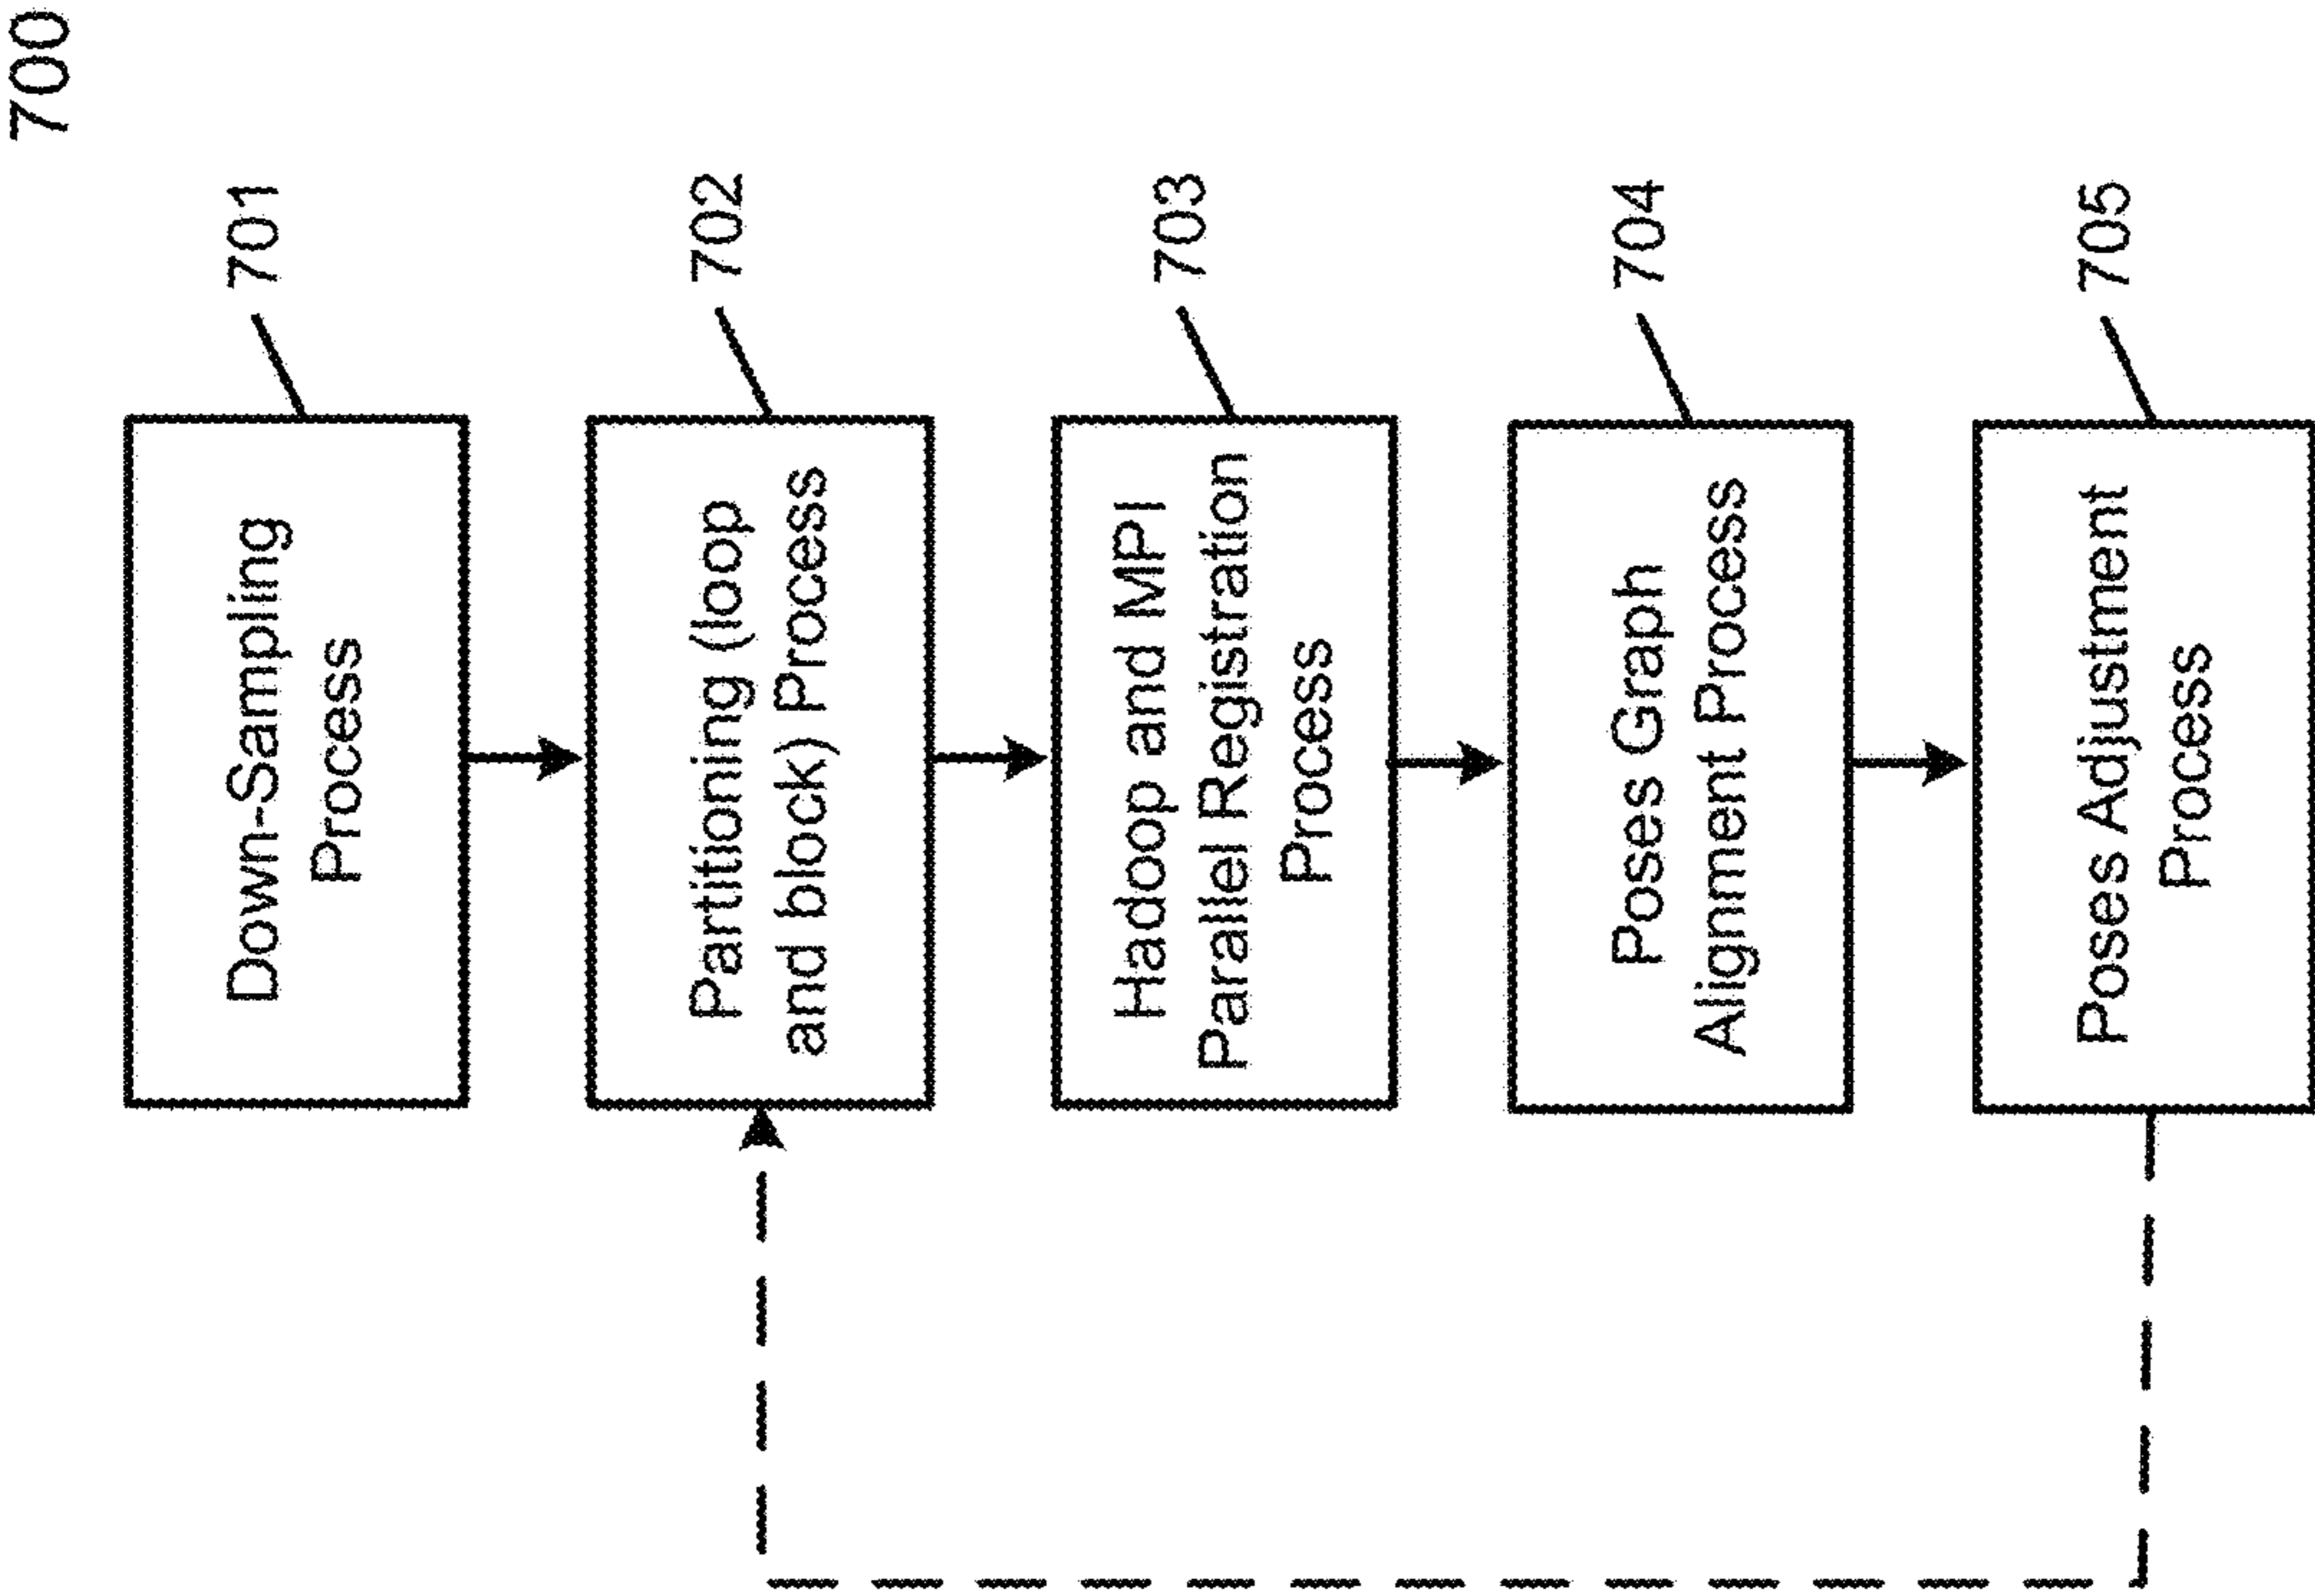 700
Down-Sampling
Process
701
Partitioning (loop
and block) Process
702
Hadoop and MPI
Parallel Registration
Process
703
Poses Graph
Alignment Process
704
Poses Adjustment
Process
705